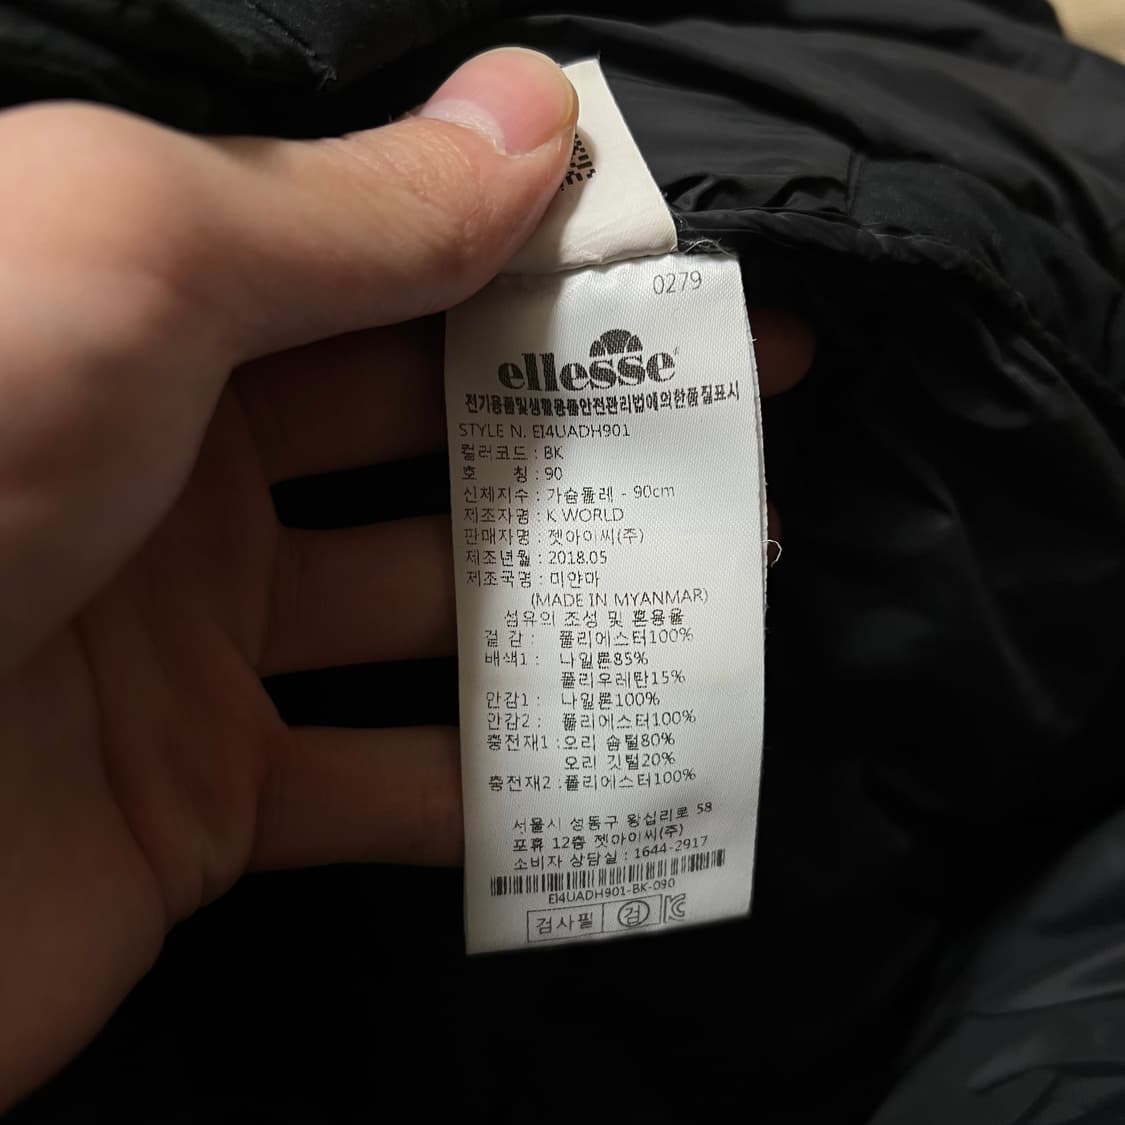 0279
ellesse
전기용품및생활용품안전관리법에의한품질표시
STYLE N. EI4UADH901
컬러코드 : BK
호 칭 : 90
신체지수 : 가슴둘레 - 90cm
제조자명 : K WORLD
판매자명 : 젯아이씨(주)
제조년월 : 2018.05
제조국명 : 미얀마
(MADE IN MYANMAR)
섬유의 조성 및 혼용율
겉 감 : 폴리에스터100%
배색1 : 나일론85%
폴리우레탄15%
안감1 : 나일론100%
안감2 : 폴리에스터100%
충전재1 : 오리 솜털80%
오리 깃털20%
충전재2 : 폴리에스터100%
서울시 성동구 왕십리로 58
포휴 12층 젯아이씨(주)
소비자 상담실 : 1644-2917
EI4UADH901-BK-090
검사필 검 KC